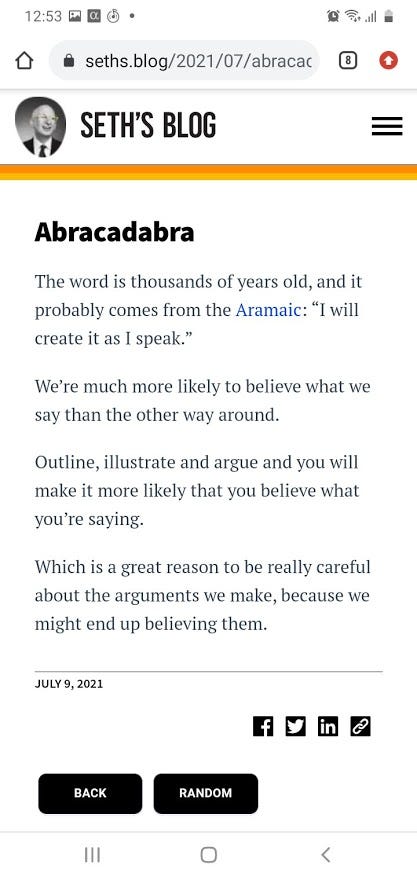 12:53
8
seths.blog/2021/07/abracac
SETH'S BLOG
Abracadabra
The word is thousands of years old, and it
probably comes from the Aramaic: “I will
create it as I speak.”
We’re much more likely to believe what we
say than the other way around.
Outline, illustrate and argue and you will
make it more likely that you believe what
you’re saying.
Which is a great reason to be really careful
about the arguments we make, because we
might end up believing them.
JULY 9, 2021
BACK
RANDOM